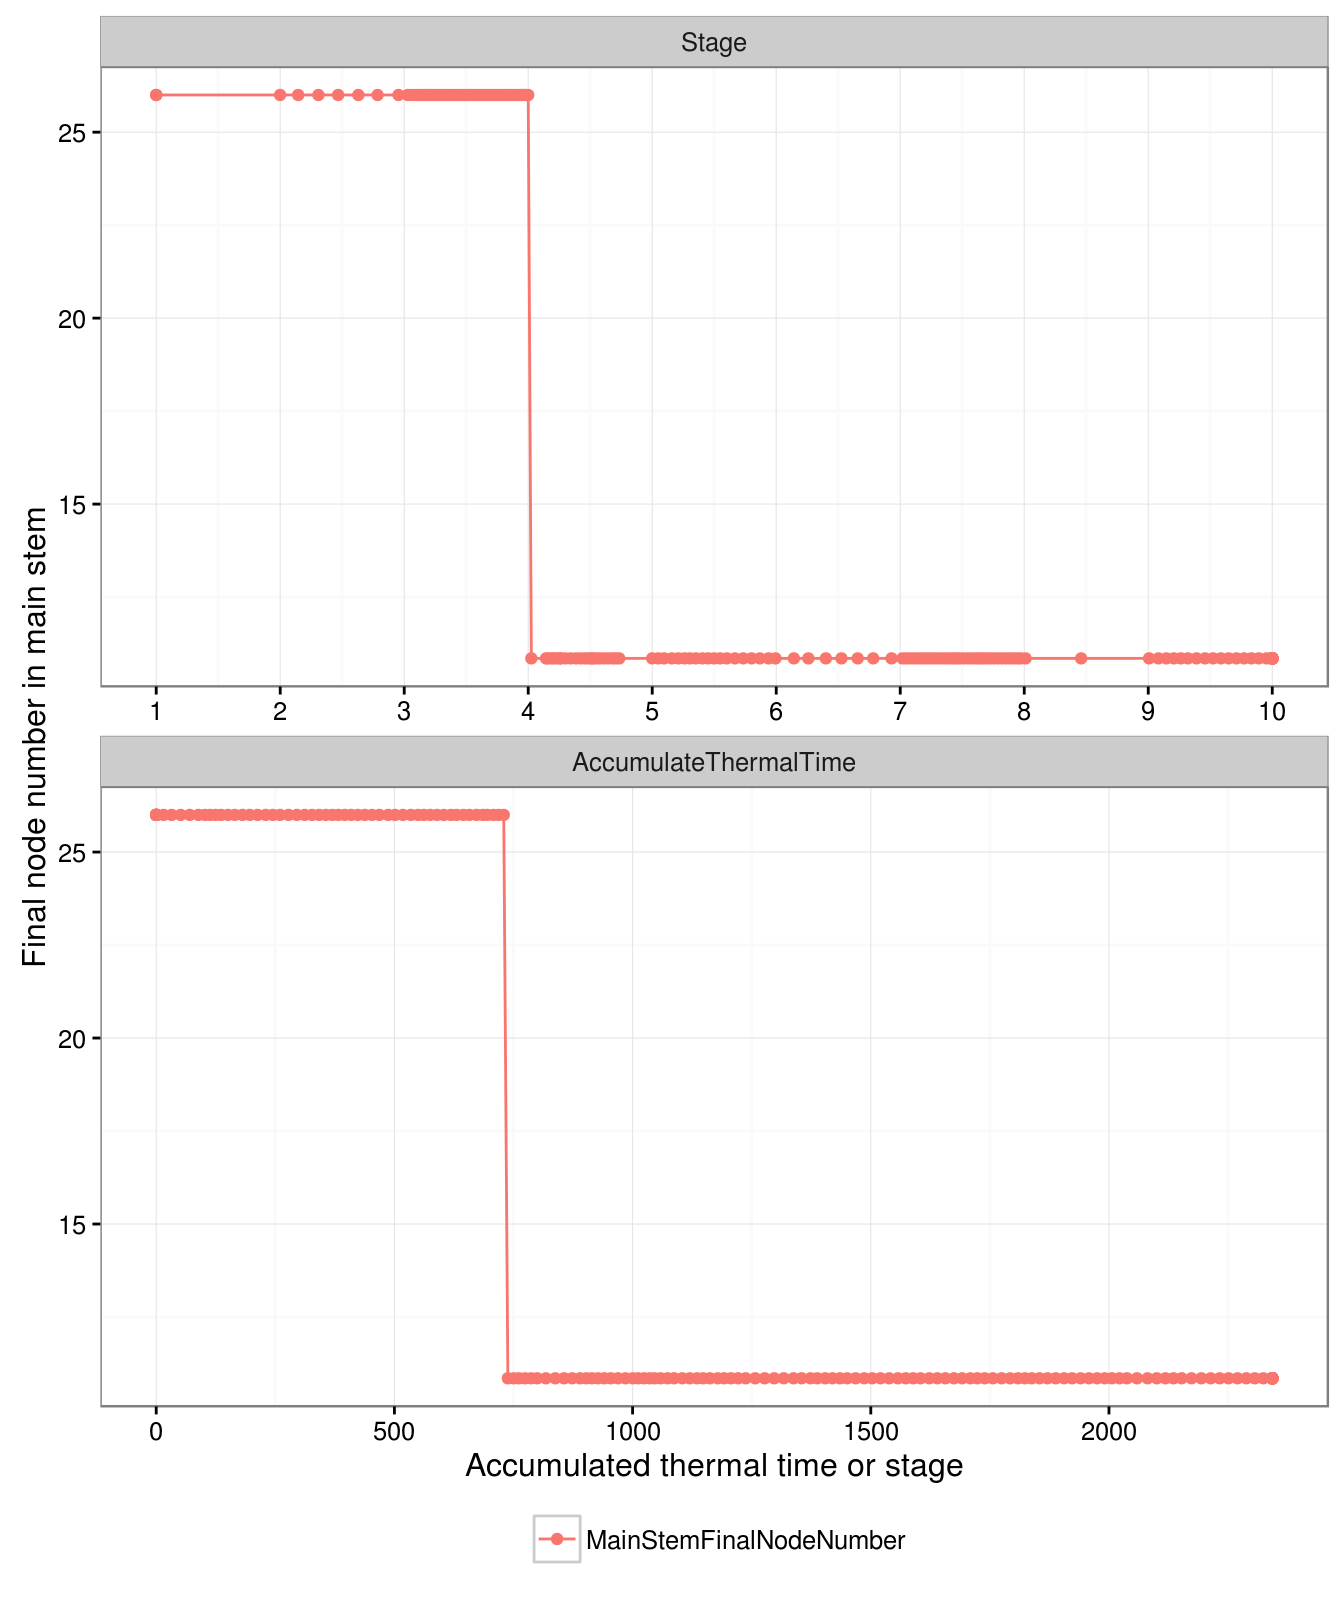 Stage
25
20
15
1 2 3 4 5 6 7 8 9 10
Final node number in main stem
AccumulateThermalTime
25
20
15
0 500 1000 1500 2000
Accumulated thermal time or stage
MainStemFinalNodeNumber